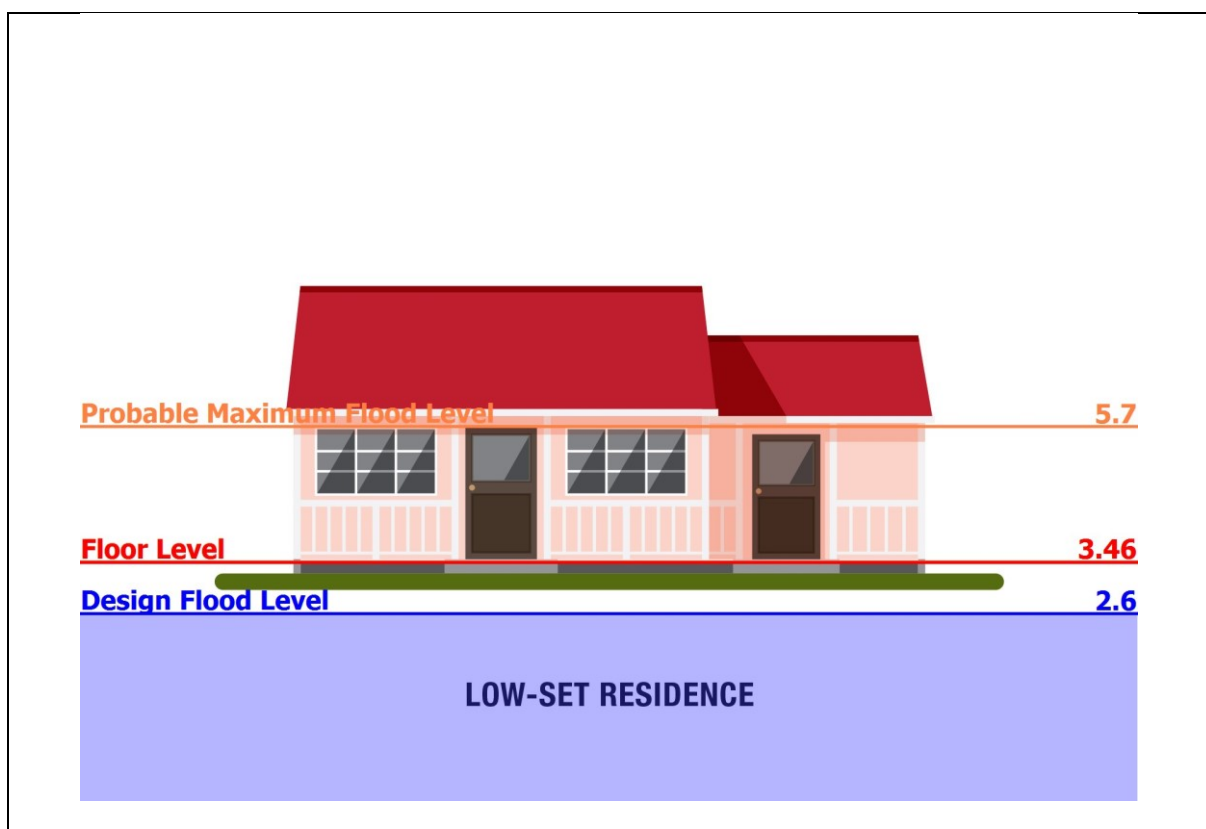 Probable Maximum Flood Level 5.7
Floor Level 3.46
Design Flood Level 2.6
LOW-SET RESIDENCE